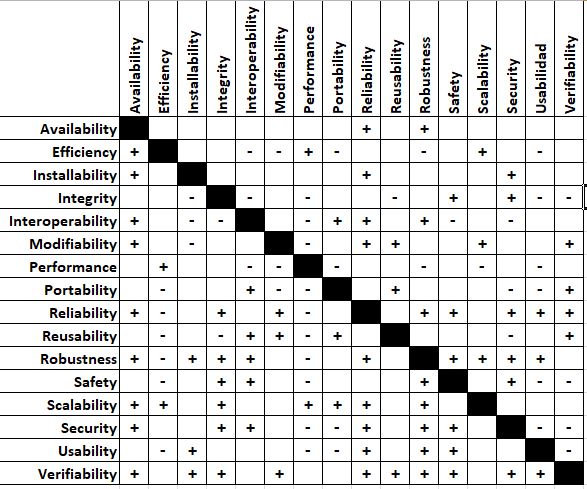 Availability
Efficiency
Installability
Integrity
Interoperability
Modifiability
Performance
Portability
Reliability
Reusability
Robustness
Safety
Scalability
Security
Usabilidad
Verifiability
Availability + +
Efficiency + - - + - - + -
Installability + + +
Integrity - - - - + + - -
Interoperability + - - - + + + - -
Modifiability + - - + + + +
Performance + - - - - - -
Portability - + - - + - - +
Reliability + - + + - + + + + +
Reusability - - + + - + - +
Robustness + - + + + - + + + + +
Safety - + + - + + - -
Scalability + + + + + + +
Security + + + - - + + + - -
Usability - + - - + + + -
Verifiability + + + + + + + + + +